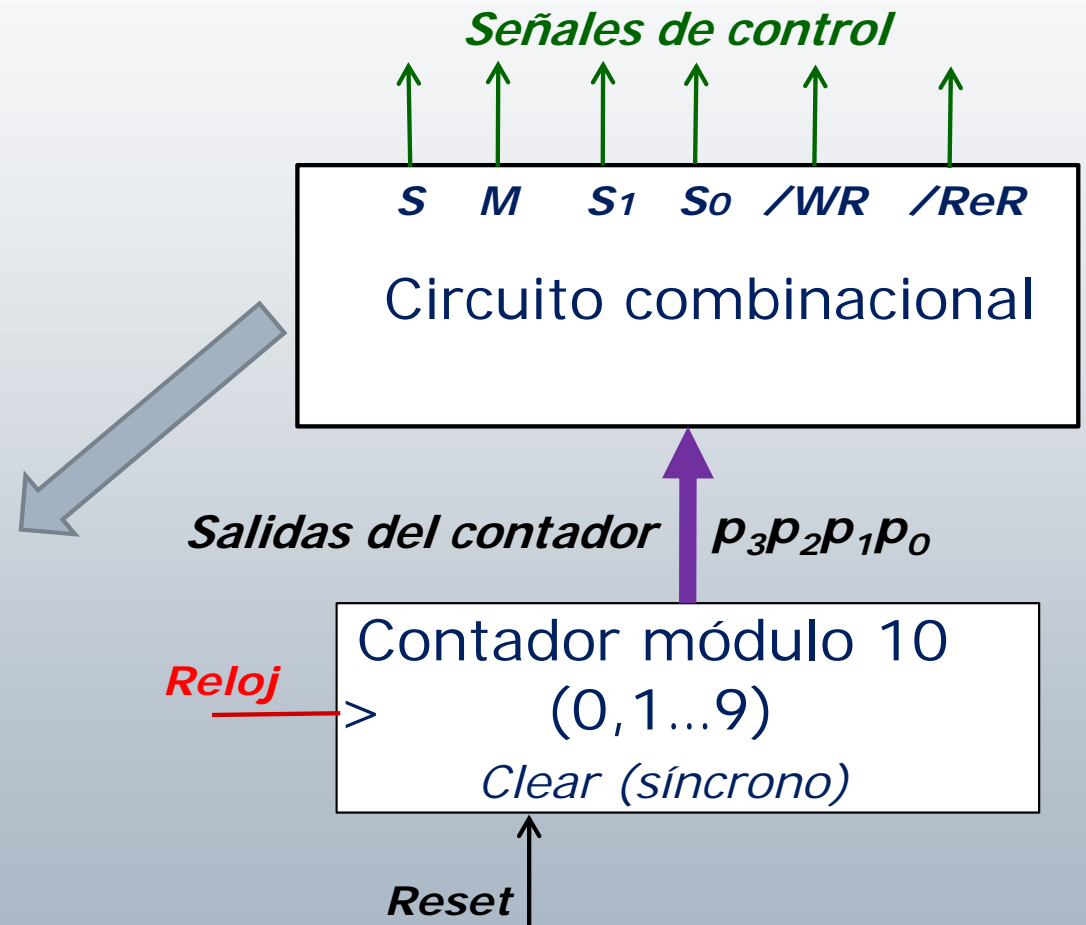 Señales de control
S M S1 S0 /WR /ReR
Circuito combinacional
Salidas del contador p3p2p1p0
Contador módulo 10
Reloj
> (0,1...9)
Clear (síncrono)
Reset